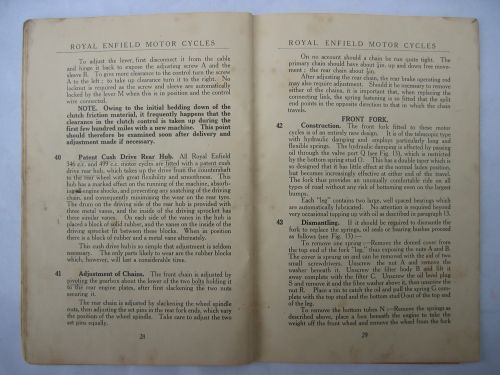 ROYAL ENFIELD MOTOR CYCLES
To adjust the lever, first disconnect it from the cable
and hinge it back to expose the adjusting screw A and the
sleeve B. To give more clearance to the control turn the screw
A to the left; to take up clearance turn it to the right. No
locknut is required as the screw and sleeve are automatically
locked by the lever M when this is in position and the control
wire connected.
NOTE. Owing to the initial bedding down of the
clutch friction material, it frequently happens that the
clearance in the clutch control is taken up during the
first few hundred miles with a new machine. This point
should therefore be examined soon after delivery and
adjustment made if necessary.
40 Patent Cush Drive Rear Hub. All Royal Enfield
346 c.c. and 499 c.c. motor cycles are fitted with a patent cush
drive rear hub, which takes up the drive from the countershaft
to the rear wheel with great flexibility and smoothness. This
hub has a marked effect on the running of the machine, absorb-
ing engine shocks, and preventing any snatching of the driving
chain, and consequently minimising the wear on the rear tyre.
The drum on the driving side of the rear hub is provided with
three metal vanes, and the inside of the driving sprocket has
three similar vanes. On each side of the vanes in the hub is
placed a block of solid rubber, and the vanes on the inside of the
driving sprocket fit between these blocks. When in position
there is a block of rubber and a metal vane alternately.
This cush drive hub is so simple that adjustment is seldom
necessary. The only parts likely to wear are the rubber blocks
which, however, will last a considerable time.
41 Adjustment of Chains. The front chain is adjusted by
pivoting the gearbox about the lower of the two bolts holding it
to the rear engine plates, after first slackening the two nuts
securing it.
The rear chain is adjusted by slackening the wheel spindle
nuts, then adjusting the set pins in the rear fork ends, which vary
the position of the wheel spindle. Take care to adjust the two
set pins equally.
28
ROYAL ENFIELD MOTOR CYCLES
On no account should a chain be run quite tight. The
primary chain should have about ½in. up and down free move-
ment; the rear chain about ¾in.
After adjusting the rear chain, the rear brake operating rod
may also require adjustment. Should it be necessary to remove
either of the chains, it is important that, when replacing the
connecting link, the spring fastening is so fitted that the split
end points in the opposite direction to that in which the chain
travels.
FRONT FORK.
42 Construction. The front fork fitted to these motor
cycles is of an entirely new design. It is of the telescopic type
with hydraulic damping and employs particularly long and
flexible springs. The hydraulic damping is caused by passing
oil through the valve port Q (see Fig. 13), which is restricted
by the bottom spring stud O. This has a double taper which is
so designed that it has little effect at the normal laden position
but becomes increasingly effective at either end of the travel.
The fork thus provides an unusually comfortable ride on all
types of road without any risk of bottoming even on the largest
bumps.
Each "leg" contains two large, well spaced bearings which
are automatically lubricated. No attention is required beyond
very occasional topping up with oil as described in paragraph 13.
43 Dismantling. If it should be required to dismantle the
fork to replace the springs, oil seals or bearing bushes proceed
as follows (see Fig. 13):—
To remove one spring.—Remove the domed cover from
the top end of the fork "leg" thus exposing the nuts A and B.
The cover is sprung on and can be removed with the aid of two
small screwdrivers. Unscrew the nut A and remove the
washer beneath it. Unscrew the filter body B and lift it
away complete with the filter C. Unscrew the oil level plug
S and remove it and the fibre washer above it, then unscrew the
nut R. Place a tin to catch the oil and pull the spring G com-
plete with the top stud and the bottom stud O out of the top end
of the leg.
To remove the bottom tubes N:—Remove the springs as
described above, place a box beneath the engine to take the
weight off the front wheel and remove the wheel from the fork
29